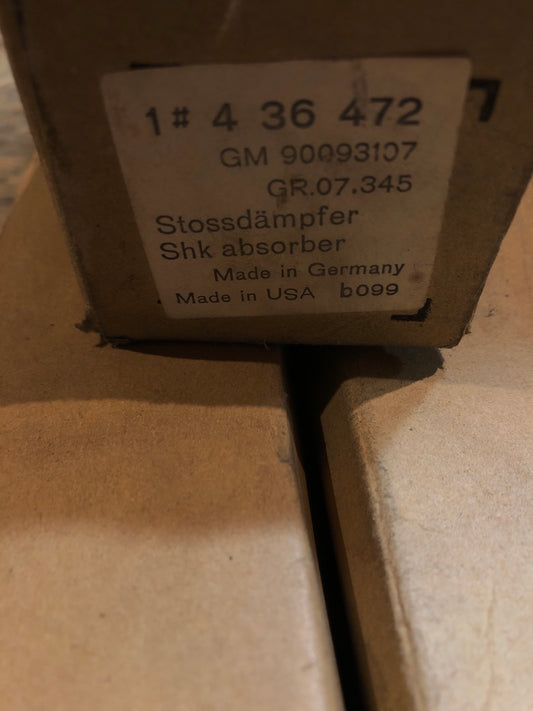 1# 4 36 472
GM 90093107
GR.07.345
Stossdämpfer
Shk absorber
Made in Germany
Made in USA b099